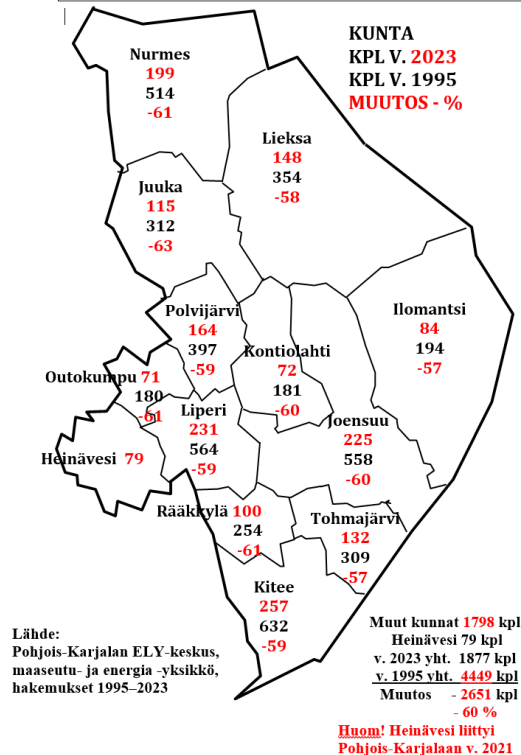 KUNTA
KPL V. 2023
KPL V. 1995
MUUTOS - %
Nurmes
199
514
-61
Lieksa
148
354
-58
Juuka
115
312
-63
Polvijärvi
164
397
-59
Kontiolahti
72
181
-60
Ilomantsi
84
194
-57
Outokumpu 71
180
-61
Liperi
231
564
-59
Joensuu
225
558
-60
Heinävesi 79
Rääkkylä 100
254
-61
Tohmajärvi
132
309
-57
Kitee
257
632
-59
Lähde:
Pohjois-Karjalan ELY-keskus,
maaseutu- ja energia -yksikkö,
hakemukset 1995–2023
Muut kunnat 1798 kpl
Heinävesi 79 kpl
v. 2023 yht. 1877 kpl
v. 1995 yht. 4449 kpl
Muutos - 2651 kpl
- 60 %
Huom! Heinävesi liittyi
Pohjois-Karjalaan v. 2021